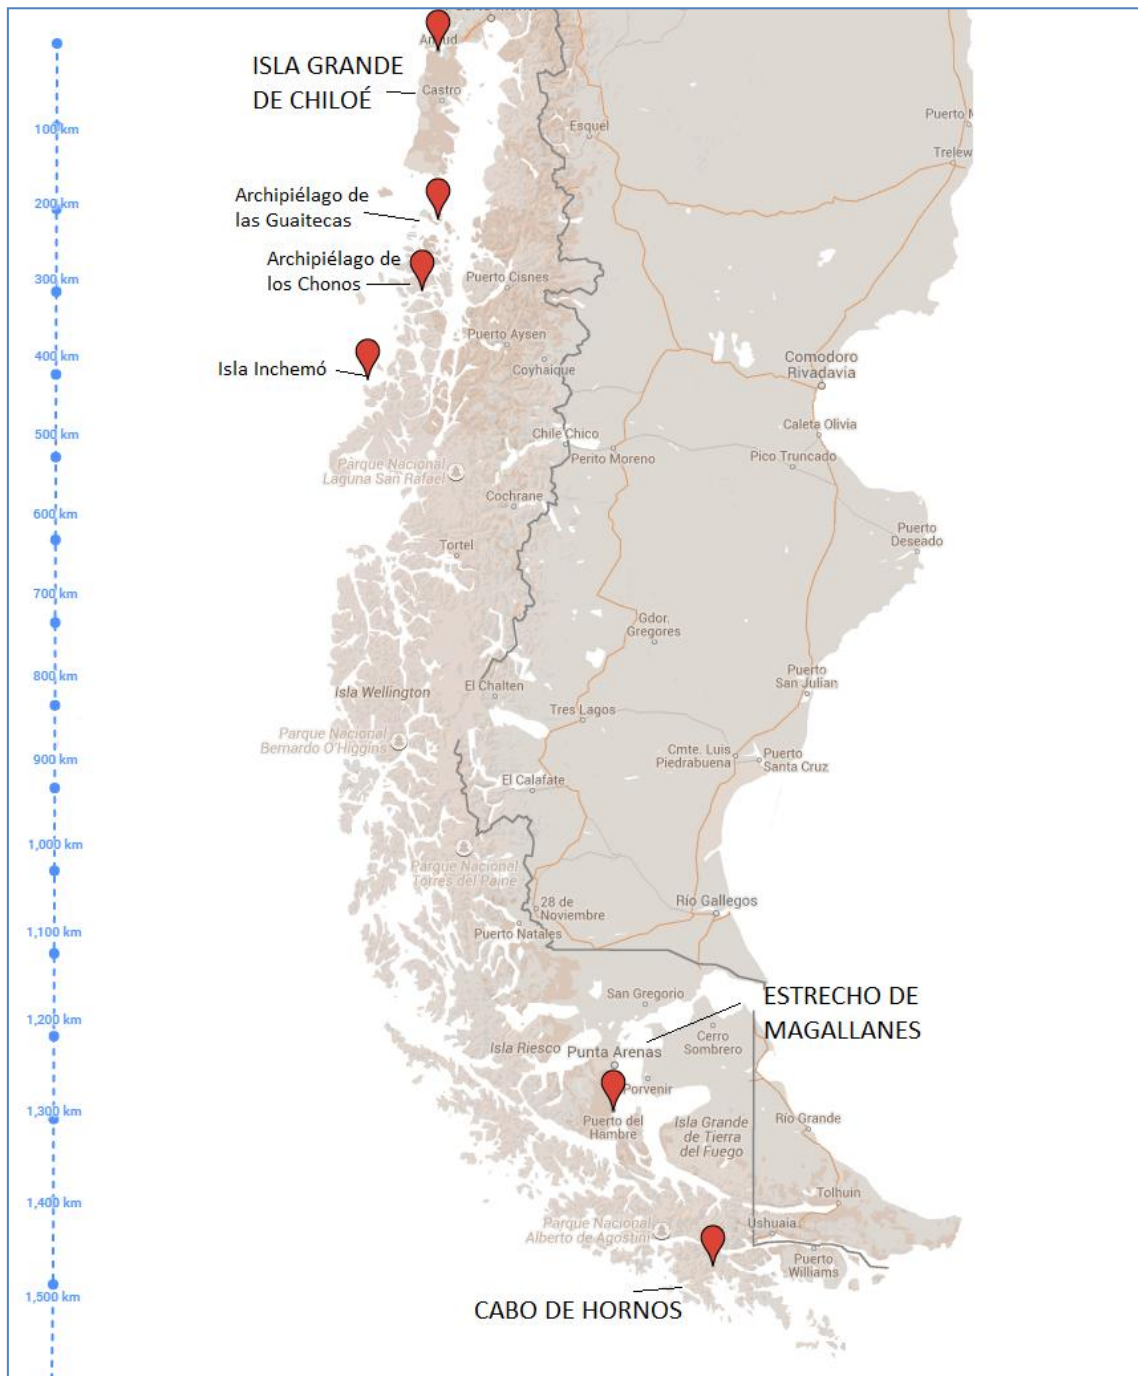 ISLA GRANDE
DE CHILOÉ
Castro
Esquel
100 km
Trelew
Archipiélago de
las Guaitecas
200 km
Archipiélago de
los Chonos
300 km
Puerto Cisnes
Puerto Aysen
400 km
Coyhaique
Comodoro
Rivadavia
Isla Inchemó
Caleta Olivia
500 km
Chile Chico
Perito Moreno
Pico Truncado
Parque Nacional
Laguna San Rafael
Cochrane
600 km
Puerto
Deseado
Tortel
700 km
Gdor.
Gregores
800 km
El Chalten
Isla Wellington
Puerto
San Julian
Tres Lagos
Parque Nacional
Bernardo O'Higgins
900 km
Cmte. Luis
Piedrabuena
Puerto
Santa Cruz
El Calafate
1,000 km
Parque Nacional
Torres del Paine
28 de
Noviembre
Río Gallegos
1,100 km
Puerto Natales
San Gregorio
ESTRECHO DE
MAGALLANES
1,200 km
Isla Riesco
Punta Arenas
Cerro
Sombrero
Porvenir
1,300 km
Puerto del
Hambre
Isla Grande
de Tierra
del Fuego
Río Grande
1,400 km
Tolhuin
Parque Nacional
Alberto de Agostini
Ushuaia
Puerto
Williams
1,500 km
CABO DE HORNOS